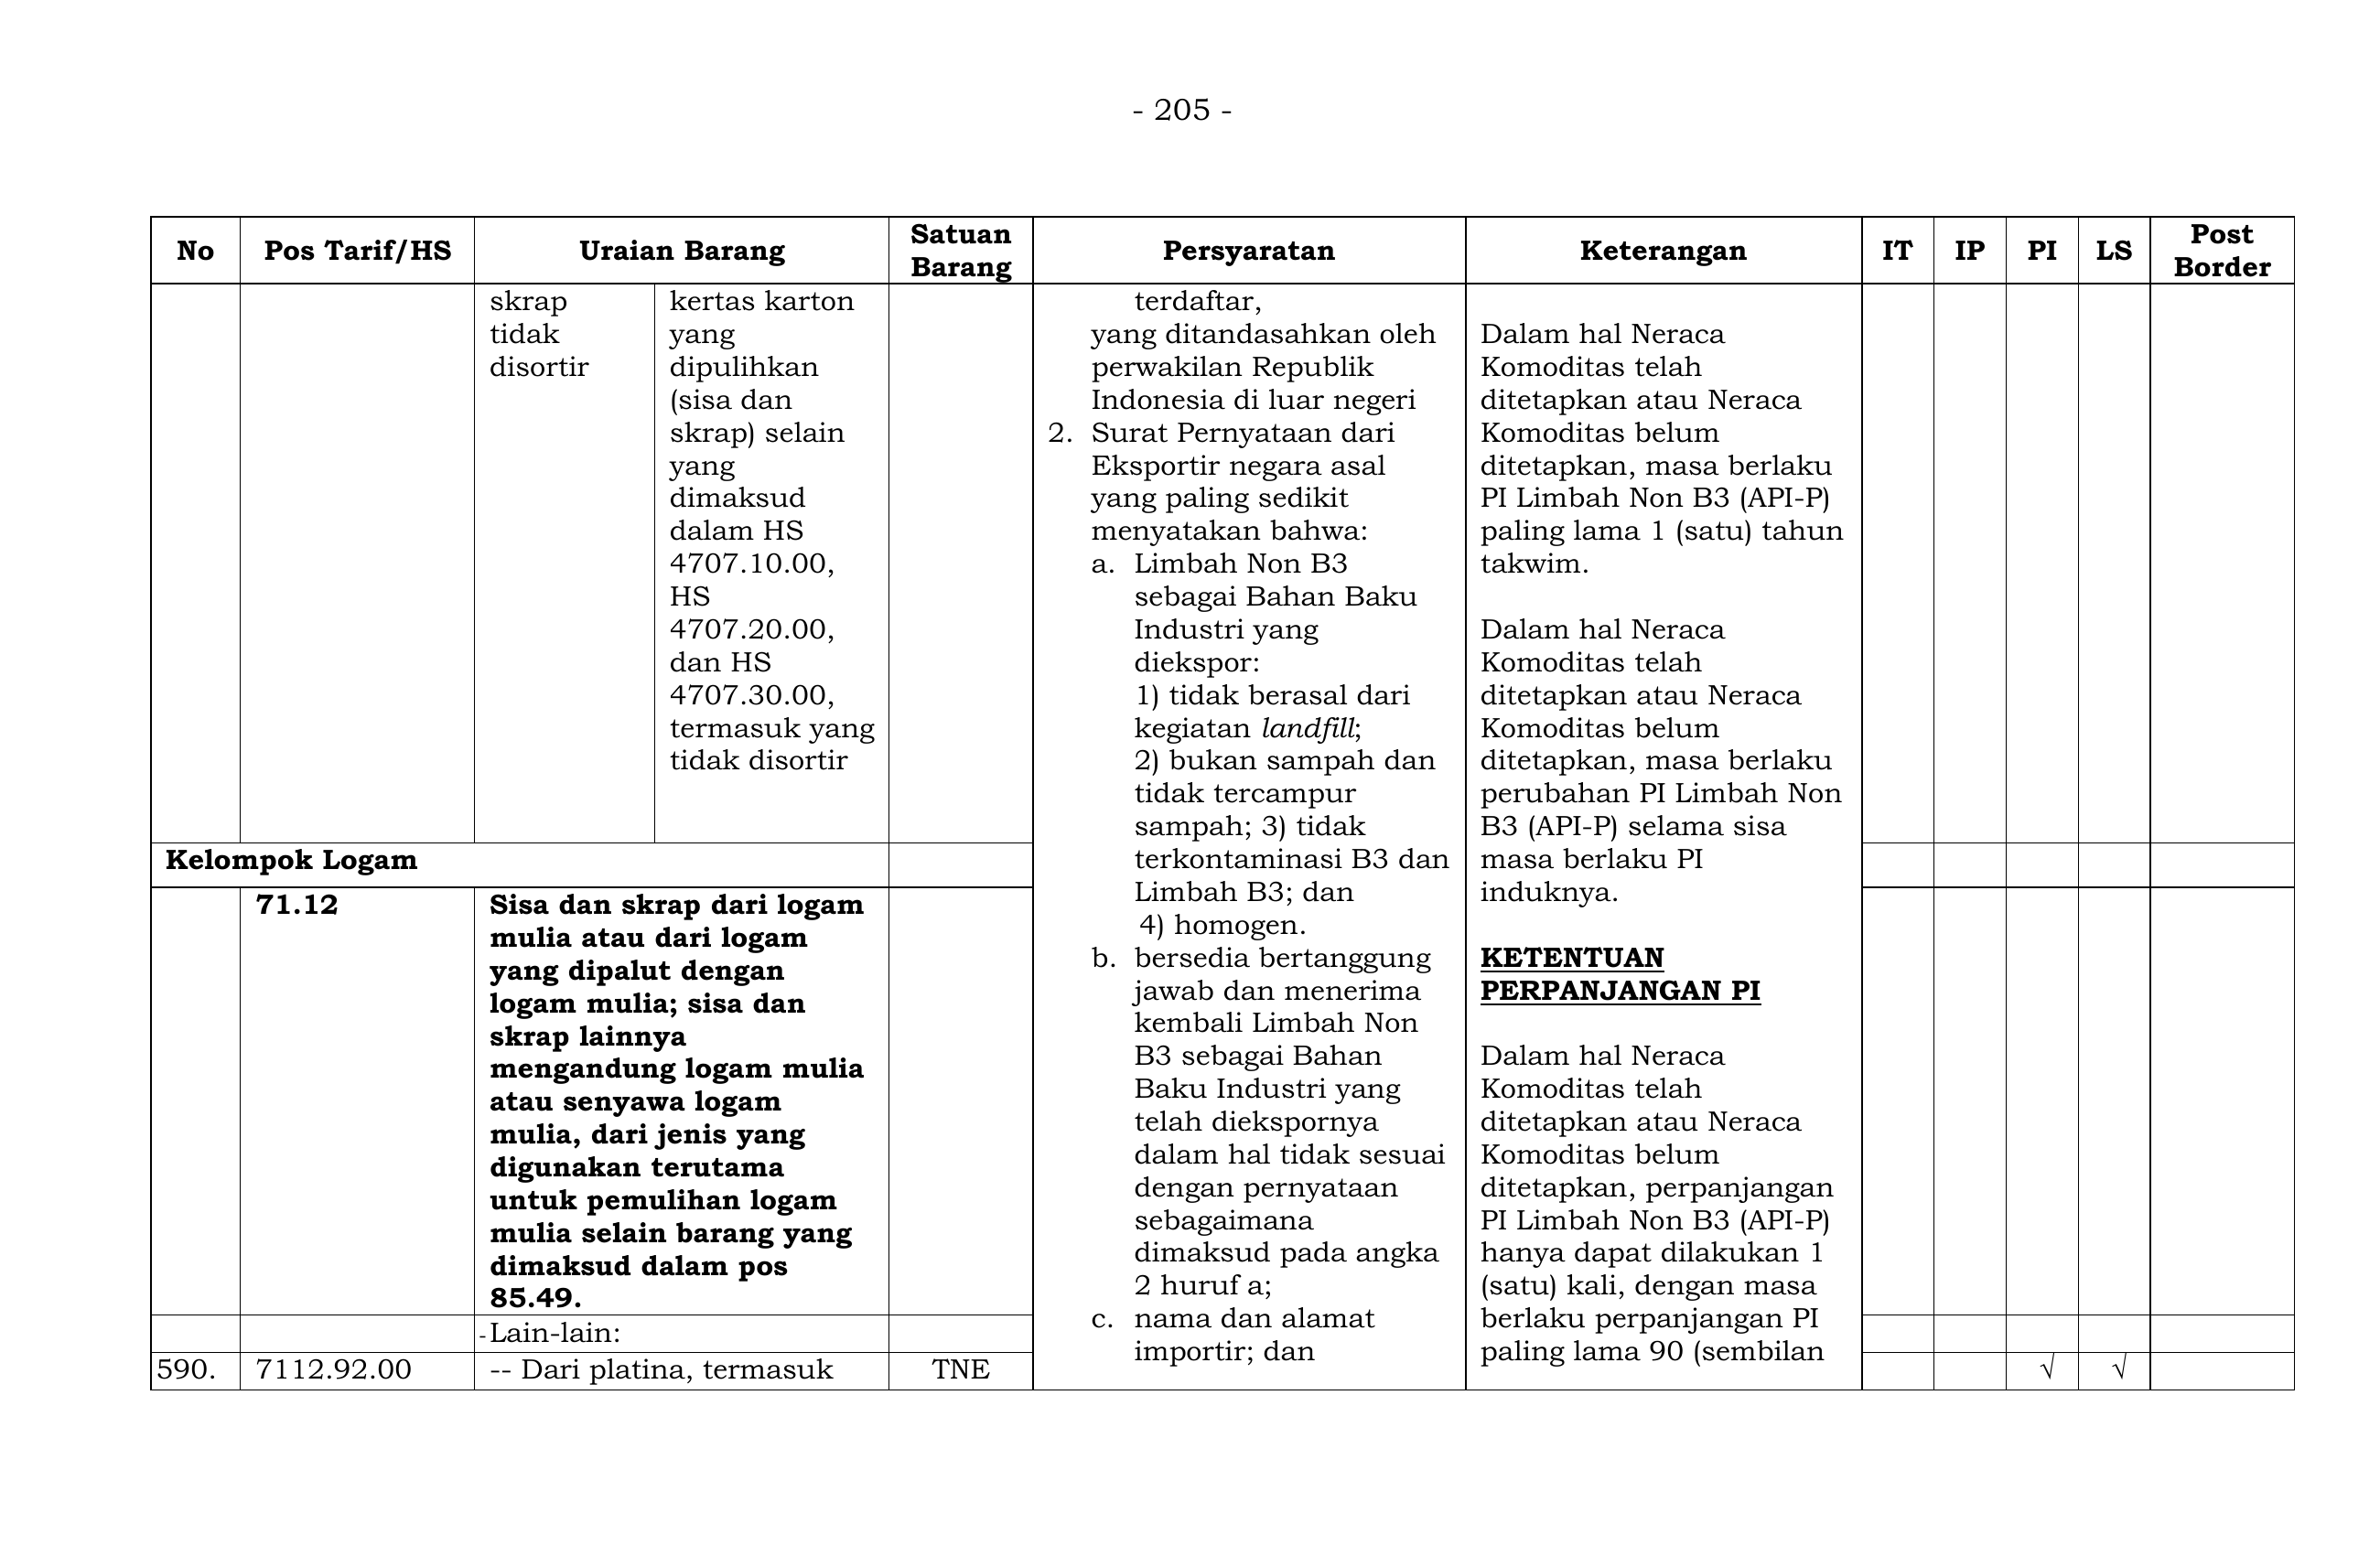 - 205 -
No
Pos Tarif/HS
Uraian Barang
Satuan
Barang
Persyaratan
Keterangan
IT
IP
PI
LS
Post
Border
skrap
tidak
disortir
kertas karton
yang
dipulihkan
(sisa dan
skrap) selain
yang
dimaksud
dalam HS
4707.10.00,
HS
4707.20.00,
dan HS
4707.30.00,
termasuk yang
tidak disortir
terdaftar,
yang ditandasahkan oleh
perwakilan Republik
Indonesia di luar negeri
2. Surat Pernyataan dari
Eksportir negara asal
yang paling sedikit
menyatakan bahwa:
a. Limbah Non B3
sebagai Bahan Baku
Industri yang
diekspor:
1) tidak berasal dari
kegiatan landfill;
2) bukan sampah dan
tidak tercampur
sampah; 3) tidak
terkontaminasi B3 dan
Limbah B3; dan
4) homogen.
b. bersedia bertanggung
jawab dan menerima
kembali Limbah Non
B3 sebagai Bahan
Baku Industri yang
telah diekspornya
dalam hal tidak sesuai
dengan pernyataan
sebagaimana
dimaksud pada angka
2 huruf a;
c. nama dan alamat
importir; dan
Dalam hal Neraca
Komoditas telah
ditetapkan atau Neraca
Komoditas belum
ditetapkan, masa berlaku
PI Limbah Non B3 (API-P)
paling lama 1 (satu) tahun
takwim.
Dalam hal Neraca
Komoditas telah
ditetapkan atau Neraca
Komoditas belum
ditetapkan, masa berlaku
perubahan PI Limbah Non
B3 (API-P) selama sisa
masa berlaku PI
induknya.
KETENTUAN
PERPANJANGAN PI
Dalam hal Neraca
Komoditas telah
ditetapkan atau Neraca
Komoditas belum
ditetapkan, perpanjangan
PI Limbah Non B3 (API-P)
hanya dapat dilakukan 1
(satu) kali, dengan masa
berlaku perpanjangan PI
paling lama 90 (sembilan
Kelompok Logam
71.12
Sisa dan skrap dari logam
mulia atau dari logam
yang dipalut dengan
logam mulia; sisa dan
skrap lainnya
mengandung logam mulia
atau senyawa logam
mulia, dari jenis yang
digunakan terutama
untuk pemulihan logam
mulia selain barang yang
dimaksud dalam pos
85.49.
- Lain-lain:
590.
7112.92.00
-- Dari platina, termasuk
TNE
√
√